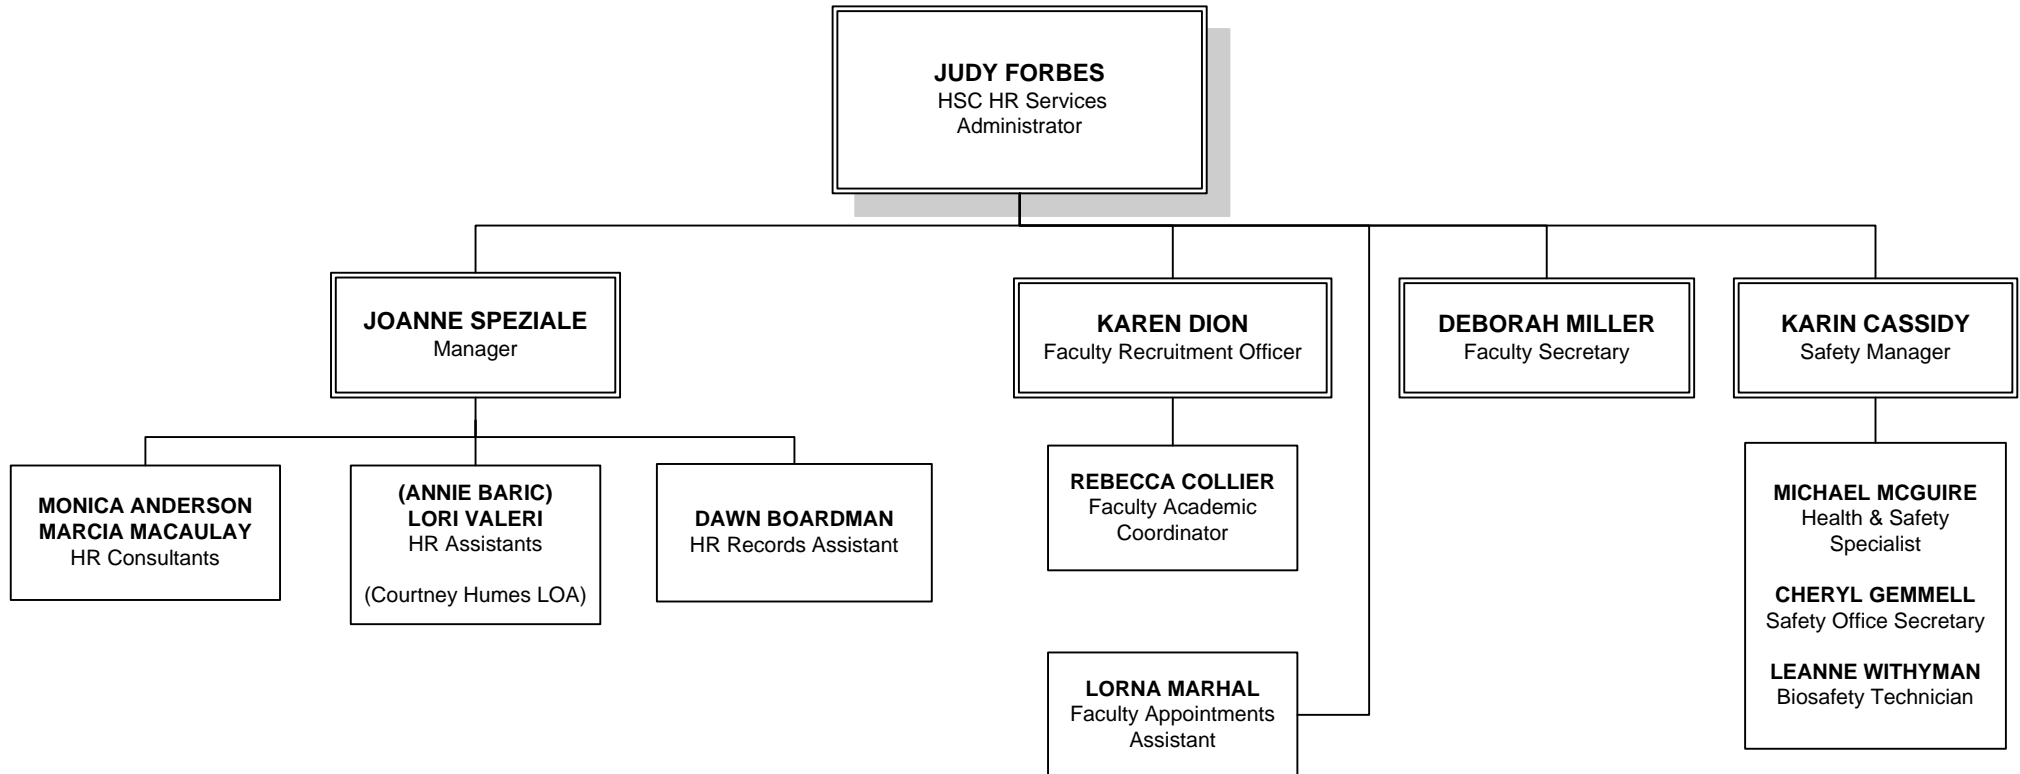 JUDY FORBES
HSC HR Services
Administrator
JOANNE SPEZIALE
Manager
KAREN DION
Faculty Recruitment Officer
DEBORAH MILLER
Faculty Secretary
KARIN CASSIDY
Safety Manager
MONICA ANDERSON
MARCIA MACAULAY
HR Consultants
(ANNIE BARIC)
LORI VALERI
HR Assistants
(Courtney Humes LOA)
DAWN BOARDMAN
HR Records Assistant
REBECCA COLLIER
Faculty Academic
Coordinator
LORNA MARHAL
Faculty Appointments
Assistant
MICHAEL MCGUIRE
Health & Safety
Specialist
CHERYL GEMMELL
Safety Office Secretary
LEANNE WITHYMAN
Biosafety Technician